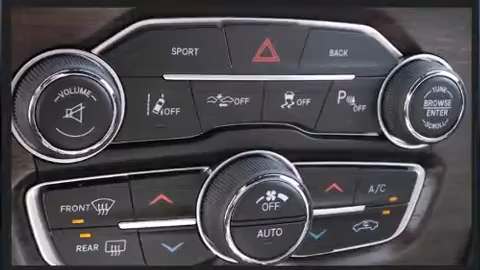 SPORT
BACK
VOLUME
OFF
OFF
OFF
P OFF
TUNE
BROWSE
ENTER
SCROLL
FRONT
OFF
A/C
REAR
AUTO